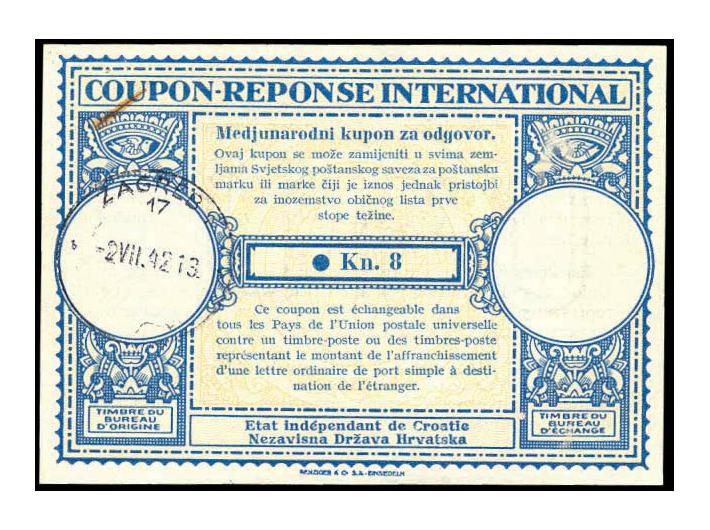 COUPON-REPONSE INTERNATIONAL
Medjunarodni kupon za odgovor.
Ovaj kupon se može zamijeniti u svima zem-
ljama Svjetskog poštanskog saveza za poštansku
marku ili marke čiji je iznos jednak pristojbi
za inozemstvo običnog lista prve
stope težine.
ZAGREB
17
-2VII.42 13
Kn. 8
Ce coupon est échangeable dans
tous les Pays de l'Union postale universelle
contre un timbre-poste ou des timbres-poste
représentant le montant de l'affranchissement
d'une lettre ordinaire de port simple à desti-
nation de l'étranger.
TIMBRE DU
BUREAU
D'ORIGINE
Etat indépendant de Croatie
Nezavisna Država Hrvatska
TIMBRE DU
BUREAU
D'ÉCHANGE
BENZIGER & Co S.A.-EINSIEDELN